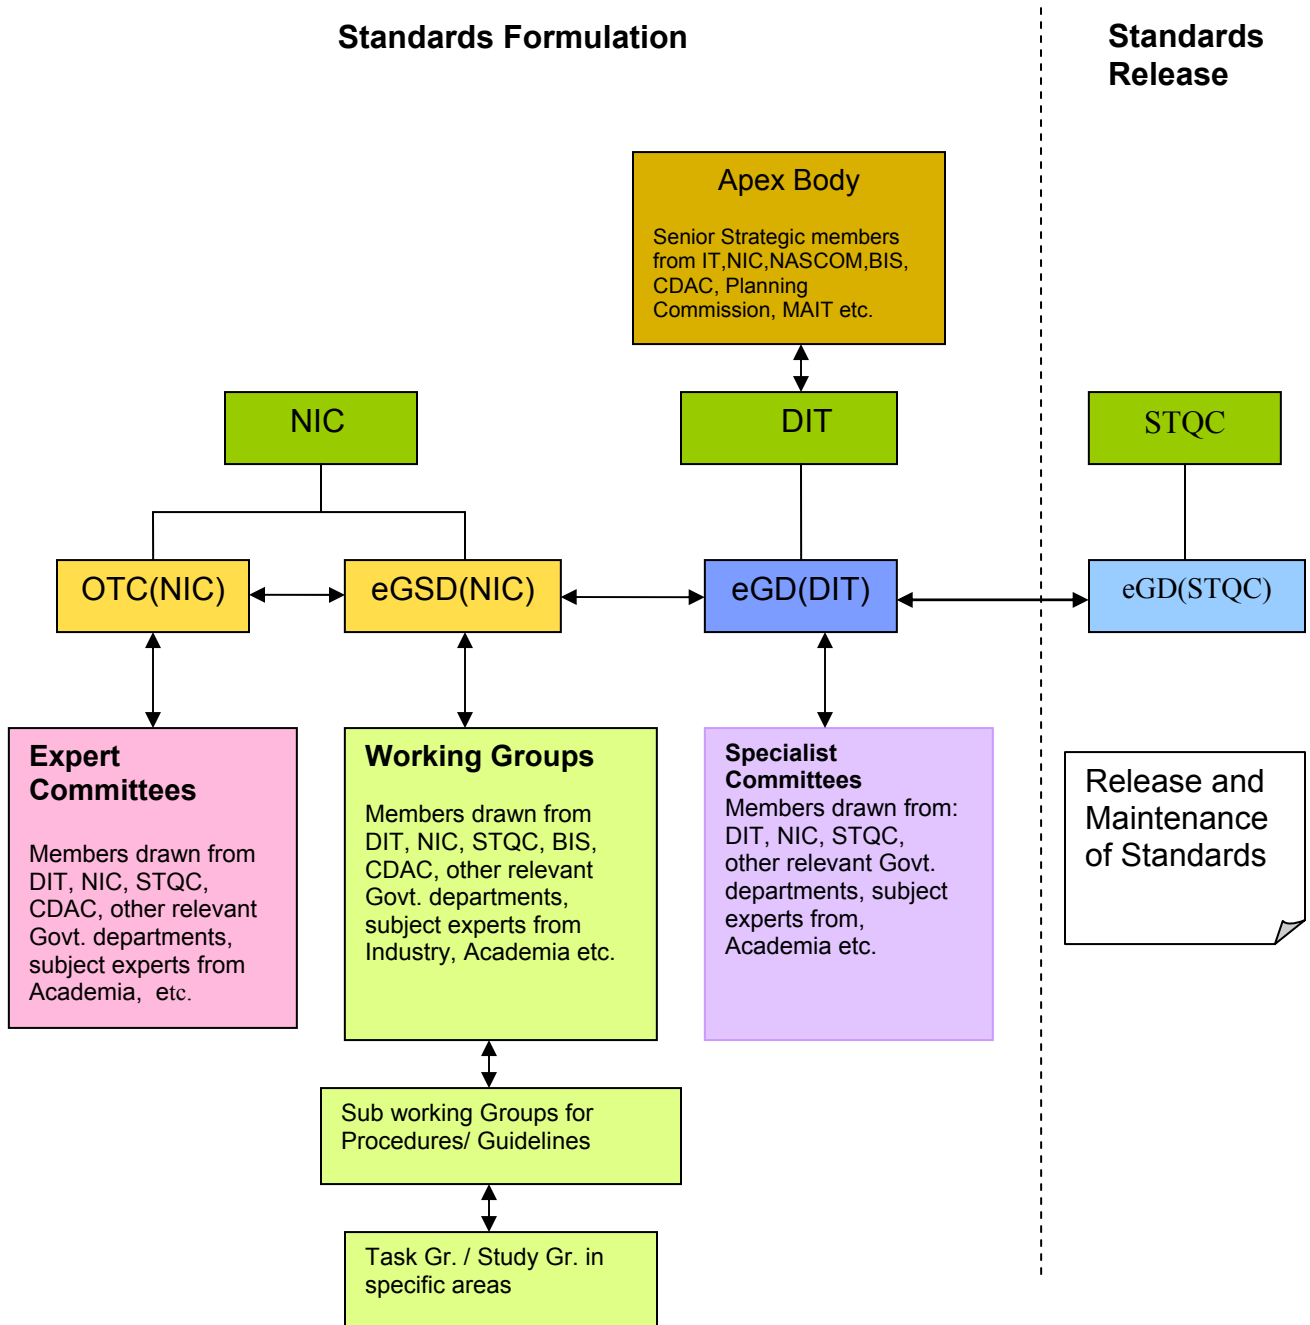 Standards Formulation
Standards
Release
Apex Body
Senior Strategic members
from IT,NIC,NASCOM,BIS,
CDAC, Planning
Commission, MAIT etc.
NIC
DIT
STQC
OTC(NIC)
eGSD(NIC)
eGD(DIT)
eGD(STQC)
Expert
Committees
Members drawn from
DIT, NIC, STQC,
CDAC, other relevant
Govt. departments,
subject experts from
Academia, etc.
Working Groups
Members drawn from
DIT, NIC, STQC, BIS,
CDAC, other relevant
Govt. departments,
subject experts from
Industry, Academia etc.
Specialist
Committees
Members drawn from:
DIT, NIC, STQC,
other relevant Govt.
departments, subject
experts from,
Academia etc.
Release and
Maintenance
of Standards
Sub working Groups for
Procedures/ Guidelines
Task Gr. / Study Gr. in
specific areas